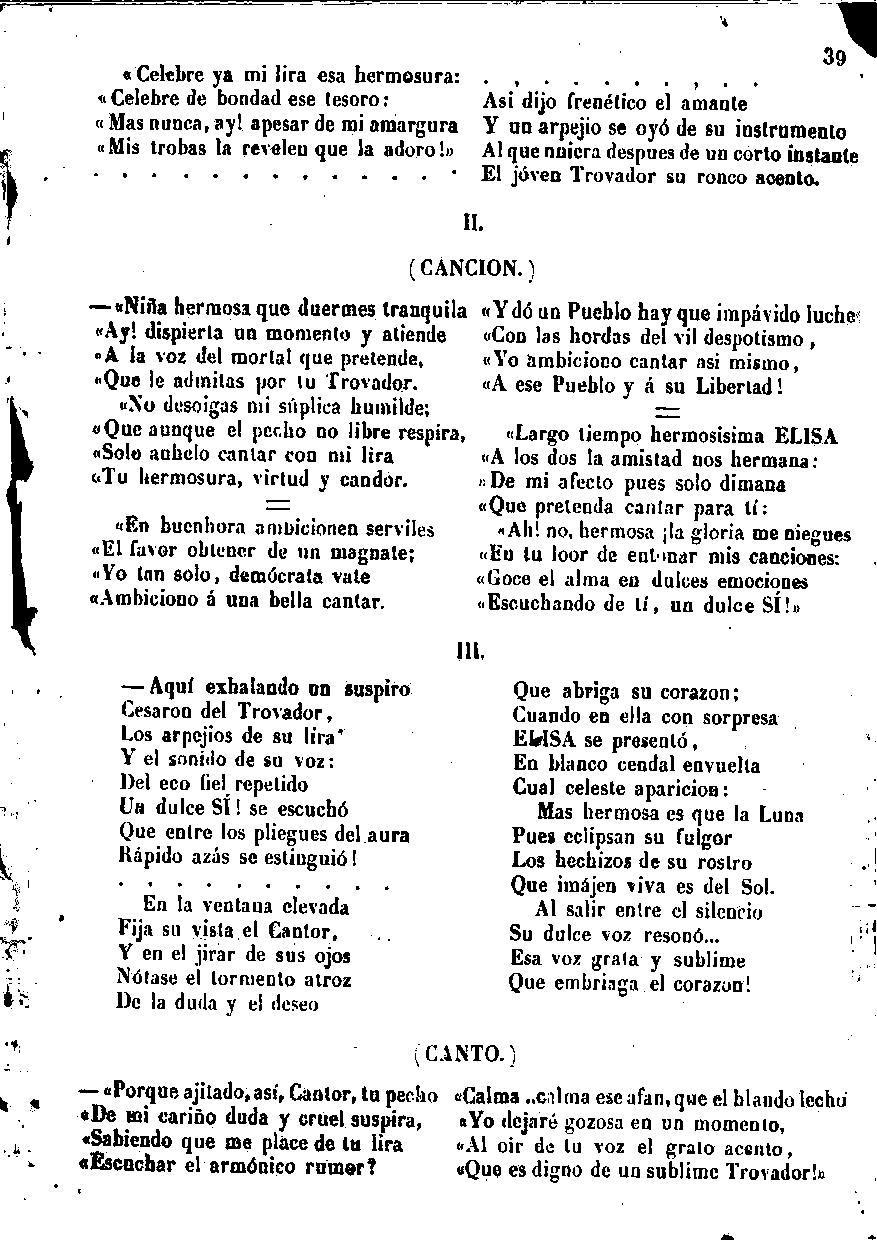 39
«Celebre ya mi lira esa hermosura:
«Celebre de bondad ese tesoro:
«Mas nunca, ay! apesar de mi amargura
«Mis trobas la revelen que la adoro!»
. . . . . . . . . . . . .
. , . . . . . , . .
Asi dijo frenético el amante
Y un arpejio se oyó de su instrumento
Al que uniera despues de un corto instante
El jóven Trovador su ronco acento.
II.
(CANCION.)
—«Niña hermosa que duermes tranquila
«Ay! dispierta un momento y atiende
«A la voz del mortal que pretende,
«Que le admitas por tu Trovador.
«No desoigas mi súplica humilde;
«Que aunque el pecho no libre respira,
«Solo anhelo cantar con mi lira
«Tu hermosura, virtud y candor.
=
«En buenhora ambicionen serviles
«El favor obtener de un magnate;
«Yo tan solo, demócrata vate
«Ambiciono á una bella cantar.
«Y dó un Pueblo hay que impávido luche
«Con las hordas del vil despotismo,
«Yo ambiciono cantar asi mismo,
«A ese Pueblo y á su Libertad!
=
«Largo tiempo hermosisima ELISA
«A los dos la amistad nos hermana:
«De mi afecto pues solo dimana
«Que pretenda cantar para tí:
«Ah! no, hermosa ¡la gloria me niegues
«En tu loor de entonar mis canciones:
«Goce el alma en dulces emociones
«Escuchando de tí, un dulce SÍ!»
III.
—Aquí exhalando un suspiro
Cesaron del Trovador,
Los arpejios de su lira
Y el sonido de su voz:
Del eco fiel repetido
Un dulce SÍ! se escuchó
Que entre los pliegues del aura
Rápido azás se estinguió!
. . . . . . . . . .
En la ventana elevada
Fija su vista el Cantor,
Y en el jirar de sus ojos
Nótase el tormento atroz
De la duda y el deseo
Que abriga su corazon;
Cuando en ella con sorpresa
ELISA se presentó,
En blanco cendal envuelta
Cual celeste aparicion:
Mas hermosa es que la Luna
Pues eclipsan su fulgor
Los hechizos de su rostro
Que imájen viva es del Sol.
Al salir entre el silencio
Su dulce voz resonó...
Esa voz grata y sublime
Que embriaga el corazon!
(CANTO.)
—«Porque ajitado, así, Cantor, tu pecho
«De mi cariño duda y cruel suspira,
«Sabiendo que me place de tu lira
«Escuchar el armónico rumor?
«Calma ..calma ese afan, que el blando lecho
«Yo dejaré gozosa en un momento,
«Al oir de tu voz el grato acento,
«Que es digno de un sublime Trovador!»